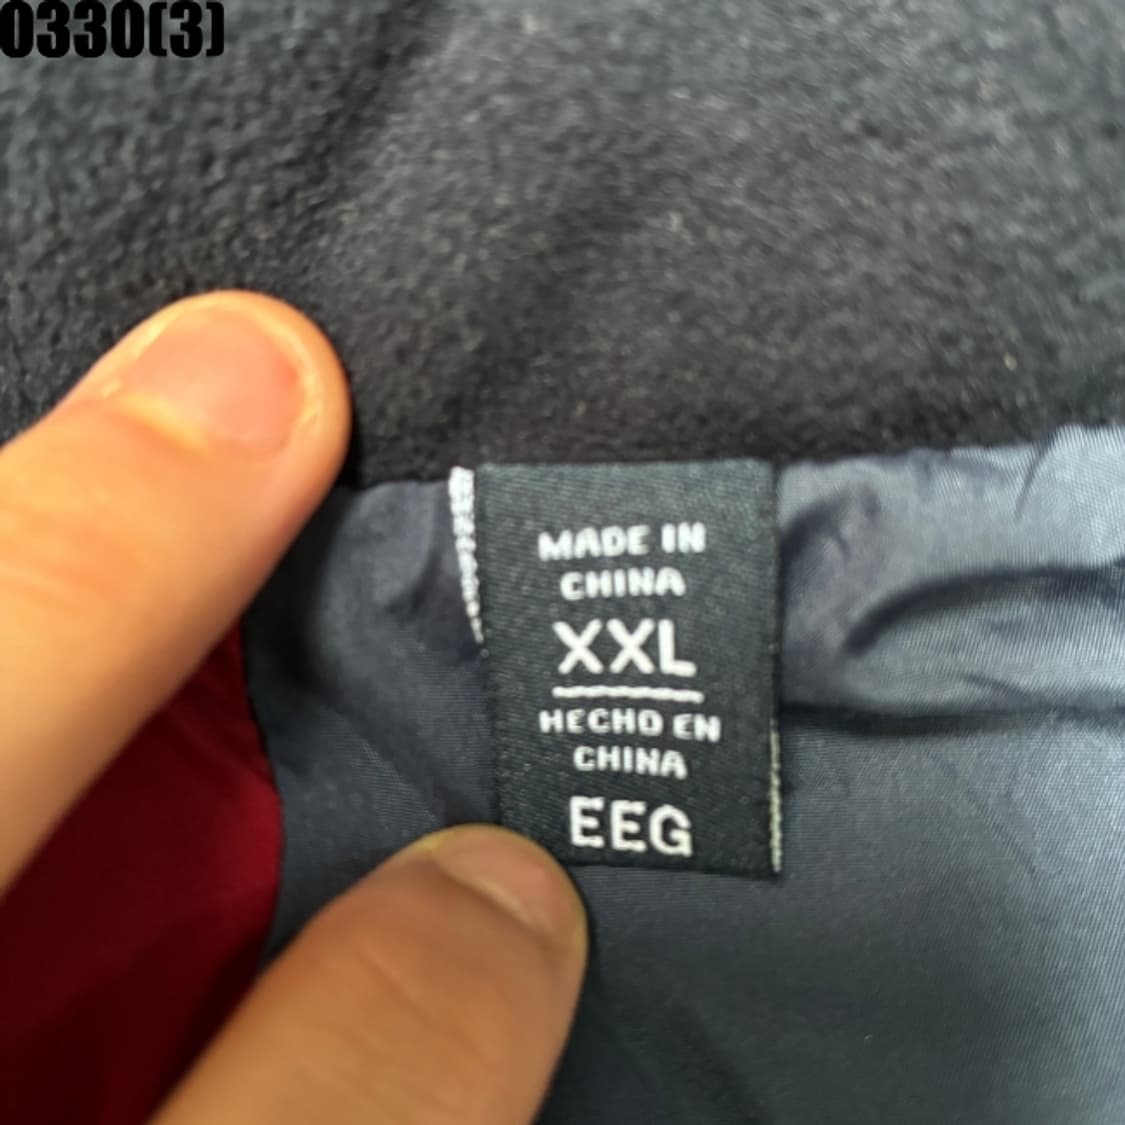 0330(3)
MADE IN
CHINA
XXL
HECHO EN
CHINA
EEG